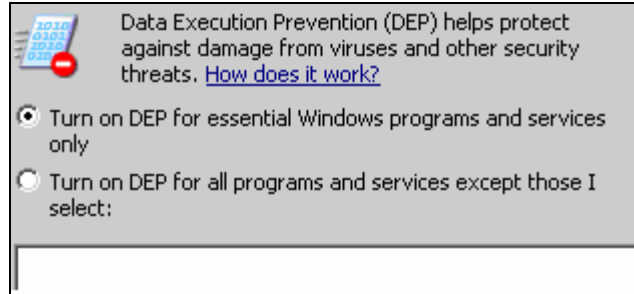 Data Execution Prevention (DEP) helps protect
against damage from viruses and other security
threats. How does it work?
Turn on DEP for essential Windows programs and services
only
Turn on DEP for all programs and services except those I
select: